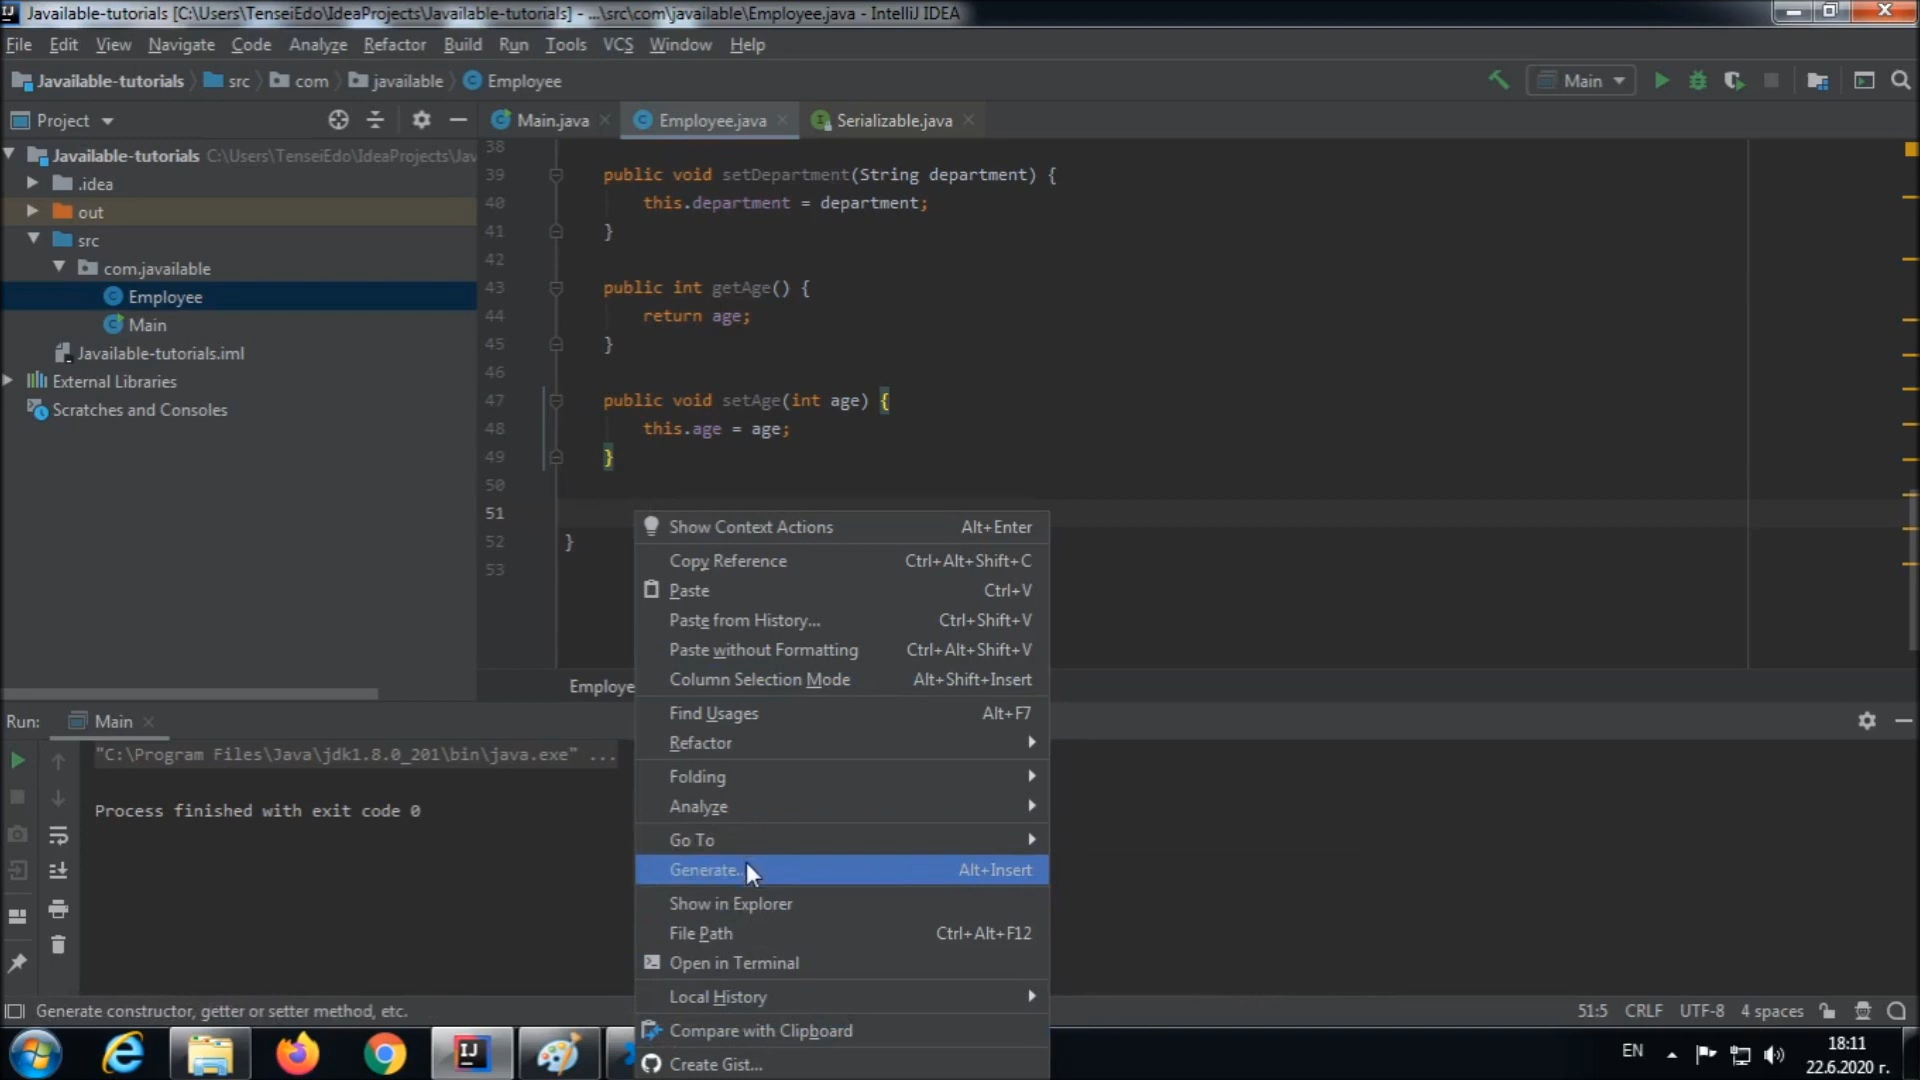 Javailable-tutorials [C:\Users\TenseiEdo\IdeaProjects\Javailable-tutorials] - ...\src\com\javailable\Employee.java - IntelliJ IDEA
File Edit View Navigate Code Analyze Refactor Build Run Tools VCS Window Help
Javailable-tutorials src com javailable Employee
Main
Project
Main.java Employee.java Serializable.java
Javailable-tutorials C:\Users\TenseiEdo\IdeaProjects\Jav
.idea
out
src
com.javailable
Employee
Main
Javailable-tutorials.iml
External Libraries
Scratches and Consoles
38
39 public void setDepartment(String department) {
40 this.department = department;
41 }
42
43 public int getAge() {
44 return age;
45 }
46
47 public void setAge(int age) {
48 this.age = age;
49 }
50
51
52 }
53
Employe
Show Context Actions Alt+Enter
Copy Reference Ctrl+Alt+Shift+C
Paste Ctrl+V
Paste from History... Ctrl+Shift+V
Paste without Formatting Ctrl+Alt+Shift+V
Column Selection Mode Alt+Shift+Insert
Find Usages Alt+F7
Refactor
Folding
Analyze
Go To
Generate... Alt+Insert
Show in Explorer
File Path Ctrl+Alt+F12
Open in Terminal
Local History
Compare with Clipboard
Create Gist...
Run: Main
"C:\Program Files\Java\jdk1.8.0_201\bin\java.exe" ...
Process finished with exit code 0
Generate constructor, getter or setter method, etc.
51:5 CRLF UTF-8 4 spaces
EN
18:11
22.6.2020 г.